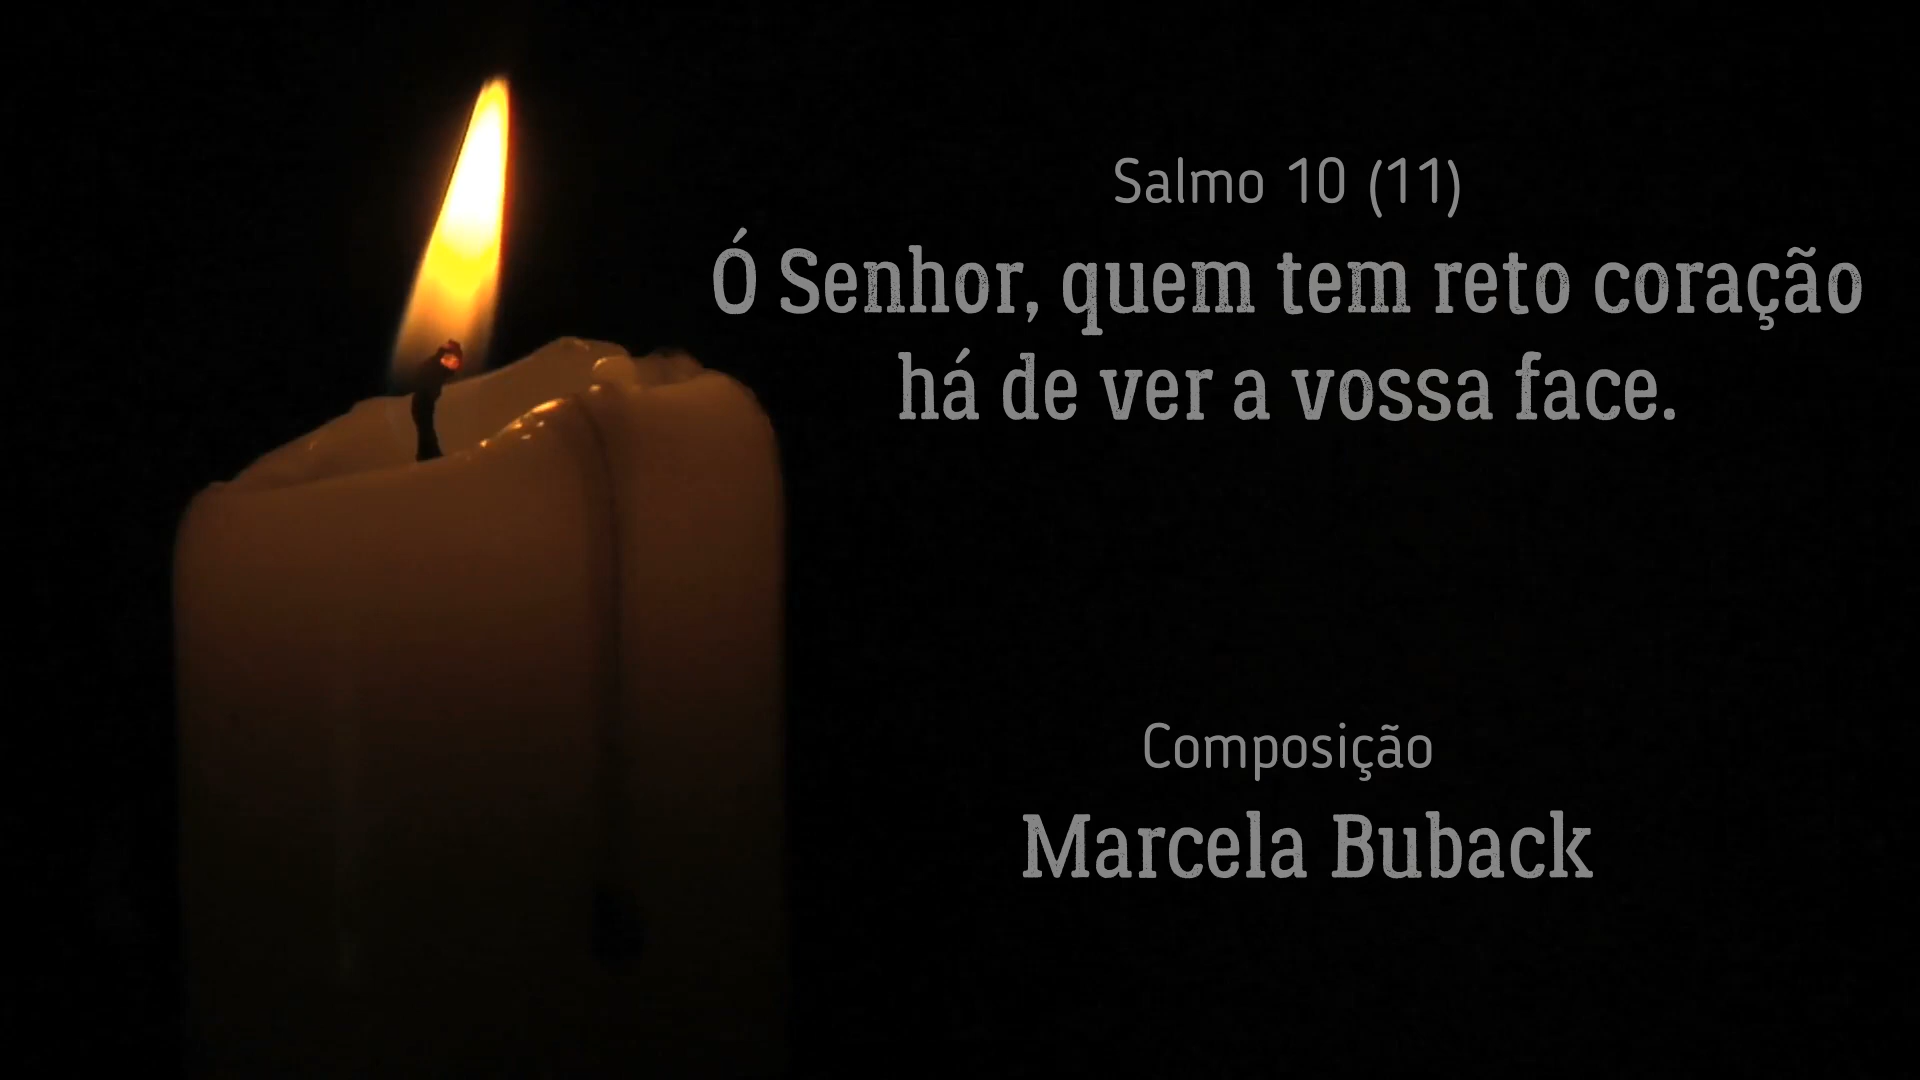 Salmo 10 (11)
Ó Senhor, quem tem reto coração
há de ver a vossa face.
Composição
Marcela Buback